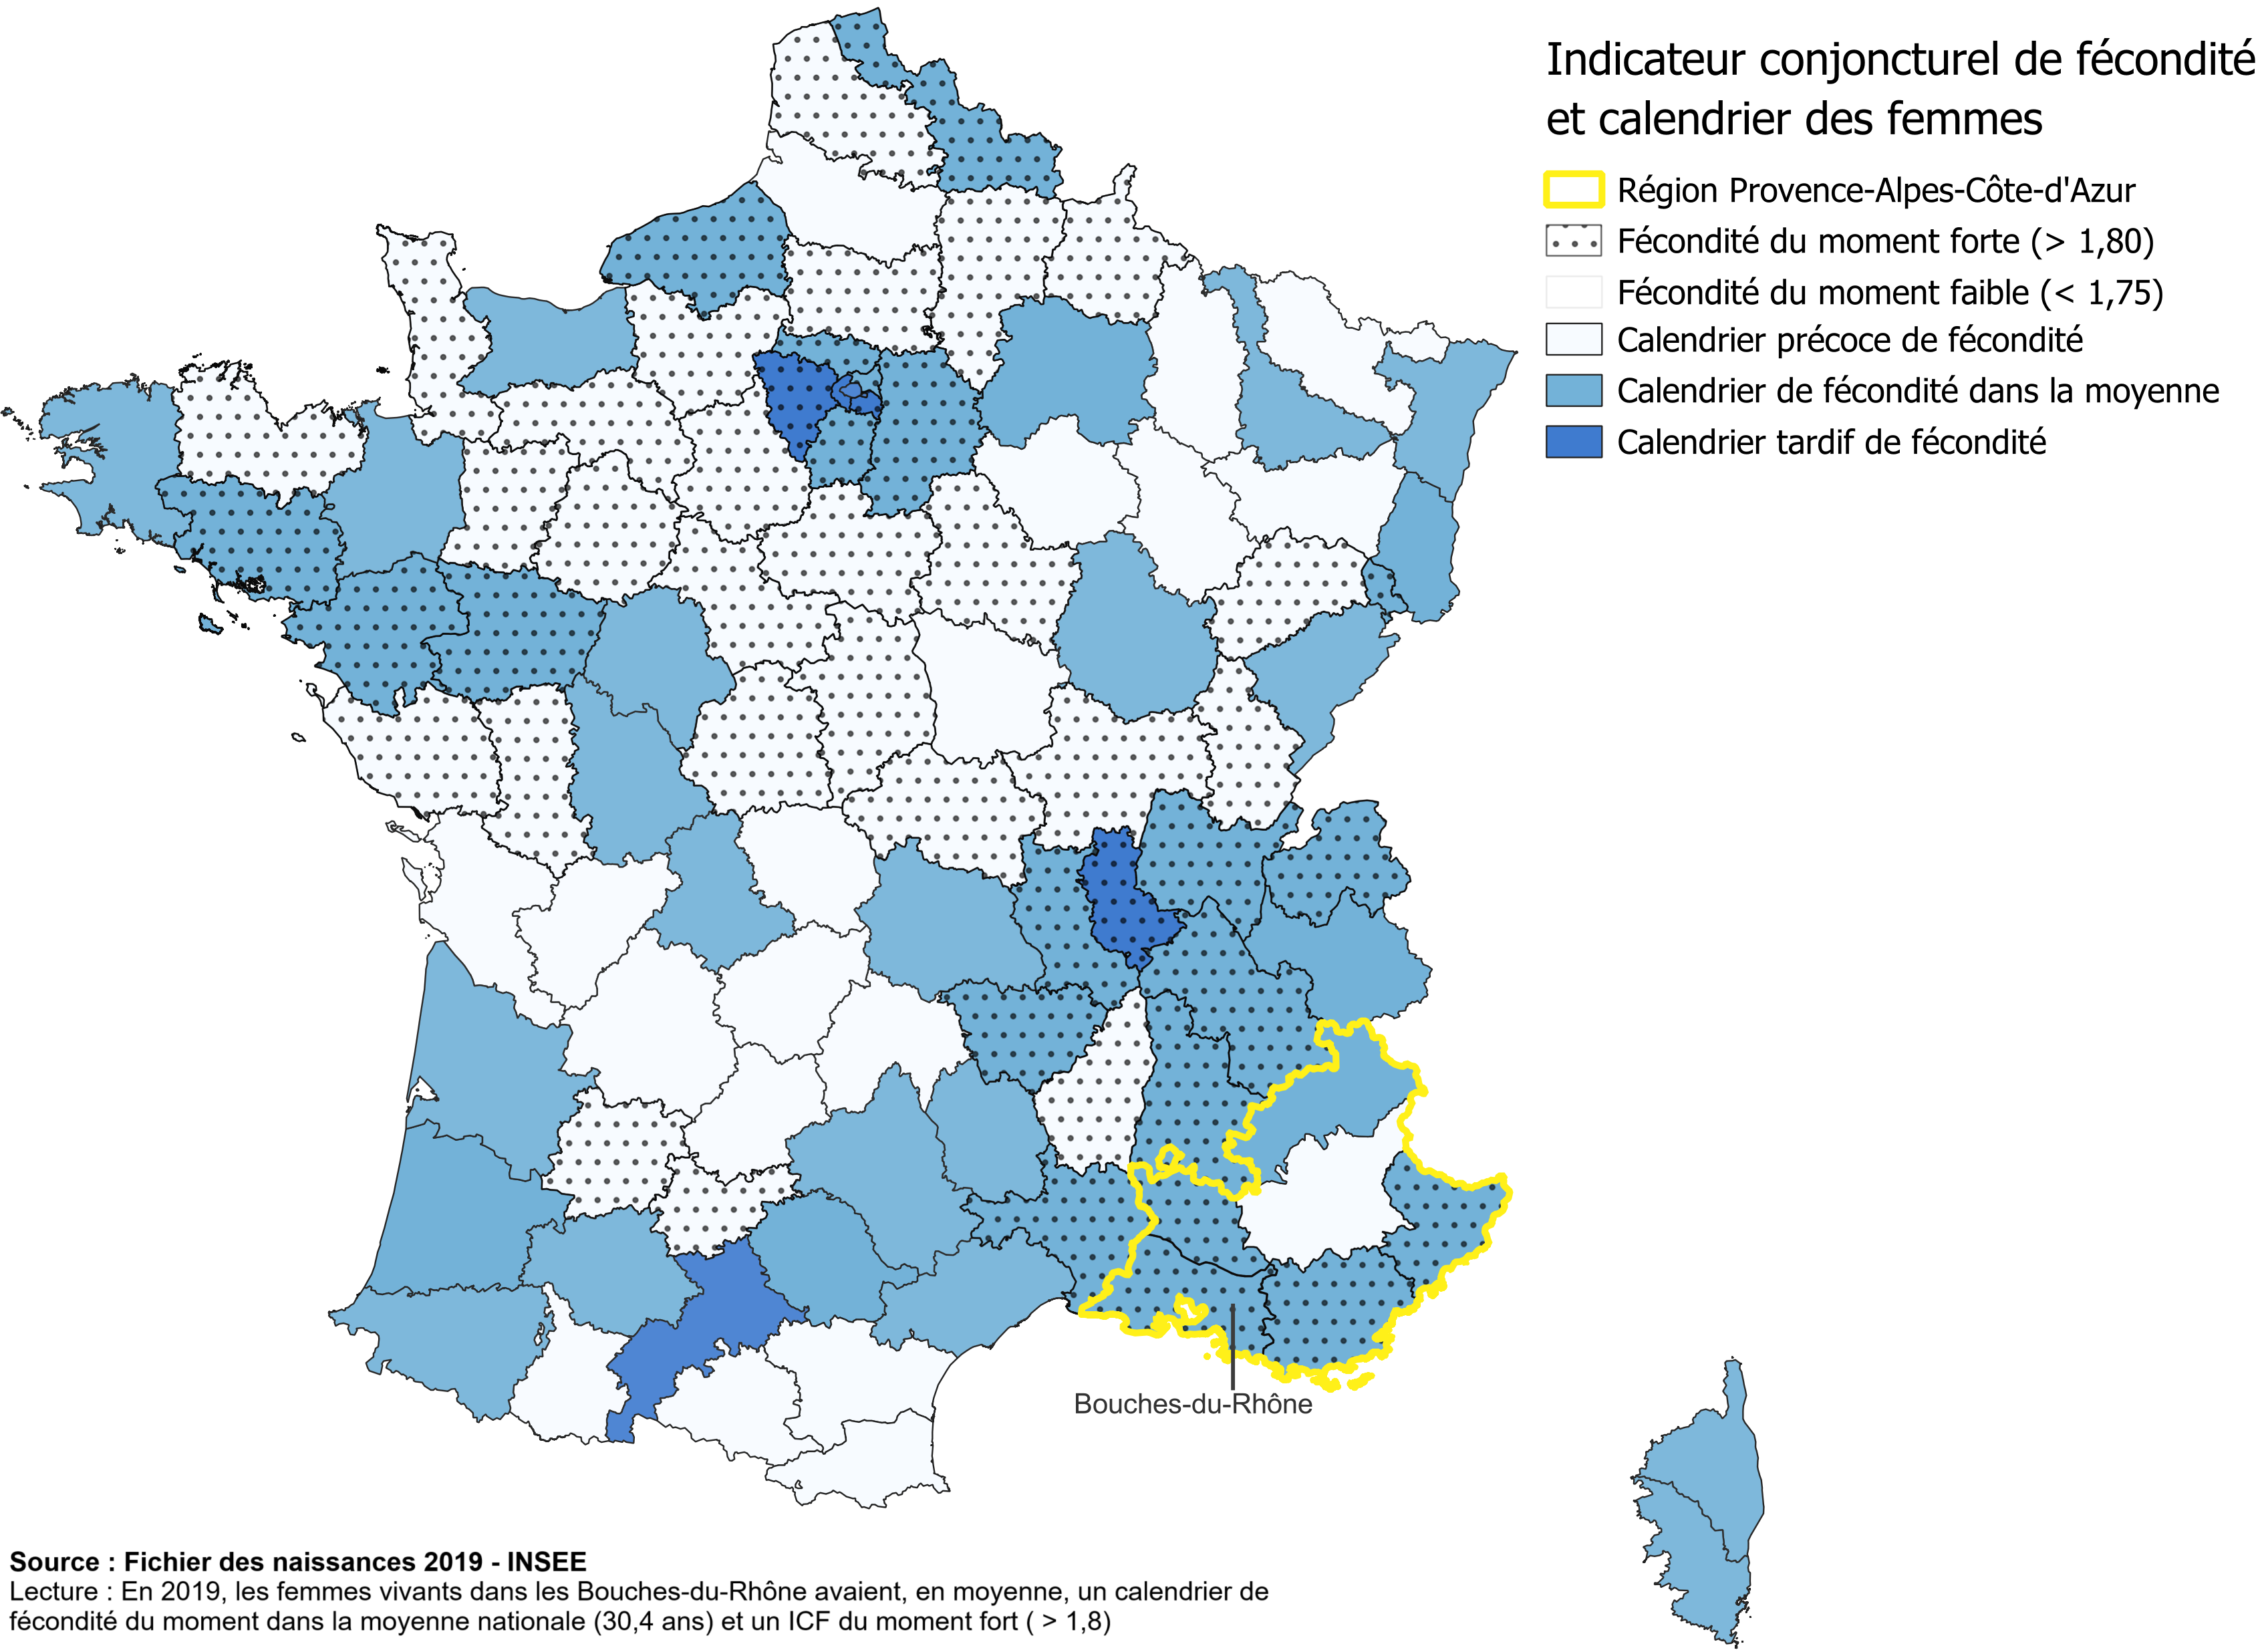 Indicateur conjoncturel de fécondité
et calendrier des femmes
Région Provence-Alpes-Côte-d'Azur
Fécondité du moment forte (> 1,80)
Fécondité du moment faible (< 1,75)
Calendrier précoce de fécondité
Calendrier de fécondité dans la moyenne
Calendrier tardif de fécondité
Bouches-du-Rhône
Source : Fichier des naissances 2019 - INSEE
Lecture : En 2019, les femmes vivants dans les Bouches-du-Rhône avaient, en moyenne, un calendrier de
fécondité du moment dans la moyenne nationale (30,4 ans) et un ICF du moment fort ( > 1,8)